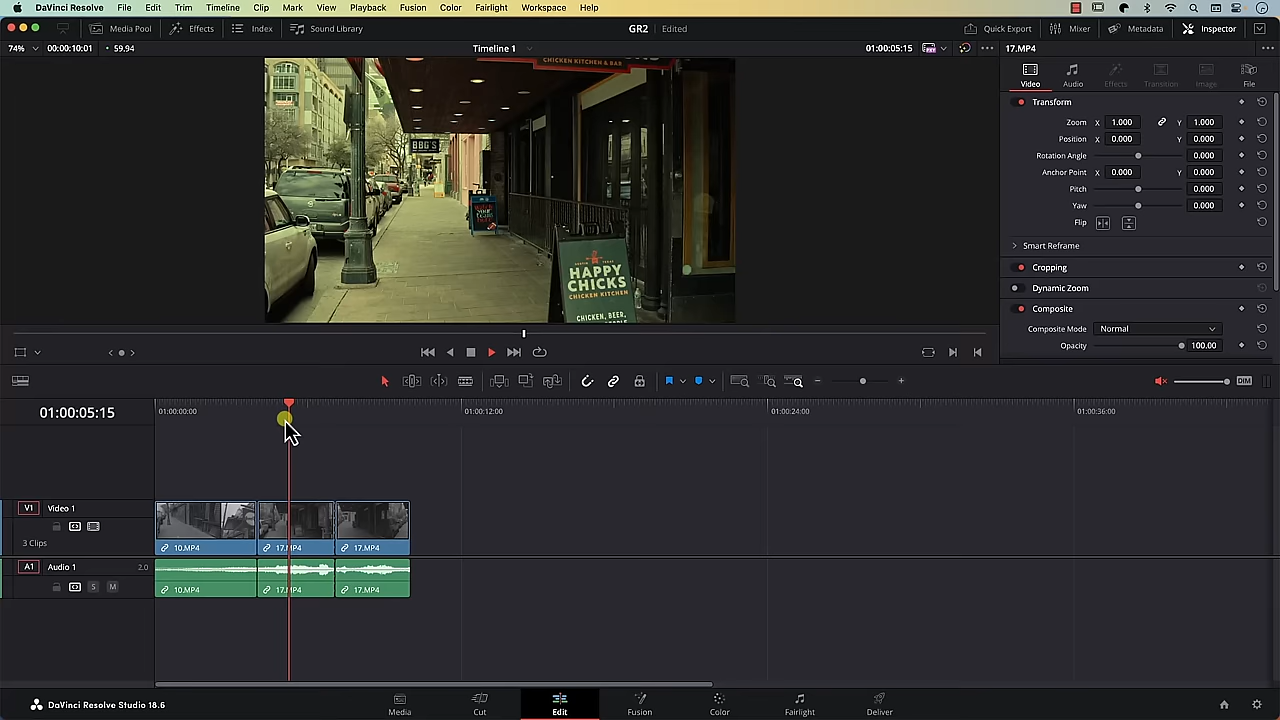 DaVinci Resolve File Edit Trim Timeline Clip Mark View Playback Fusion Color Fairlight Workspace Help
Media Pool Effects Index Sound Library GR2 Edited Quick Export Mixer Metadata Inspector
74% 00:00:10:01 59.94 Timeline 1 01:00:05:15 17.MP4
CHICKEN KITCHEN & BAR
BBG'S
HAPPY
CHICKS
CHICKEN KITCHEN
CHICKEN, BEER,
Video Audio Effects Transition Image File
Transform
Zoom X 1.000 Y 1.000
Position X 0.000 Y 0.000
Rotation Angle 0.000
Anchor Point X 0.000 Y 0.000
Pitch 0.000
Yaw 0.000
Flip
Smart Reframe
Cropping
Dynamic Zoom
Composite
Composite Mode Normal
Opacity 100.00
DIM
01:00:05:15 01:00:00:00 01:00:12:00 01:00:24:00 01:00:36:00
V1 Video 1
3 Clips
10.MP4 17.MP4 17.MP4
A1 Audio 1 2.0
S M
10.MP4 17.MP4 17.MP4
DaVinci Resolve Studio 18.6 Media Cut Edit Fusion Color Fairlight Deliver